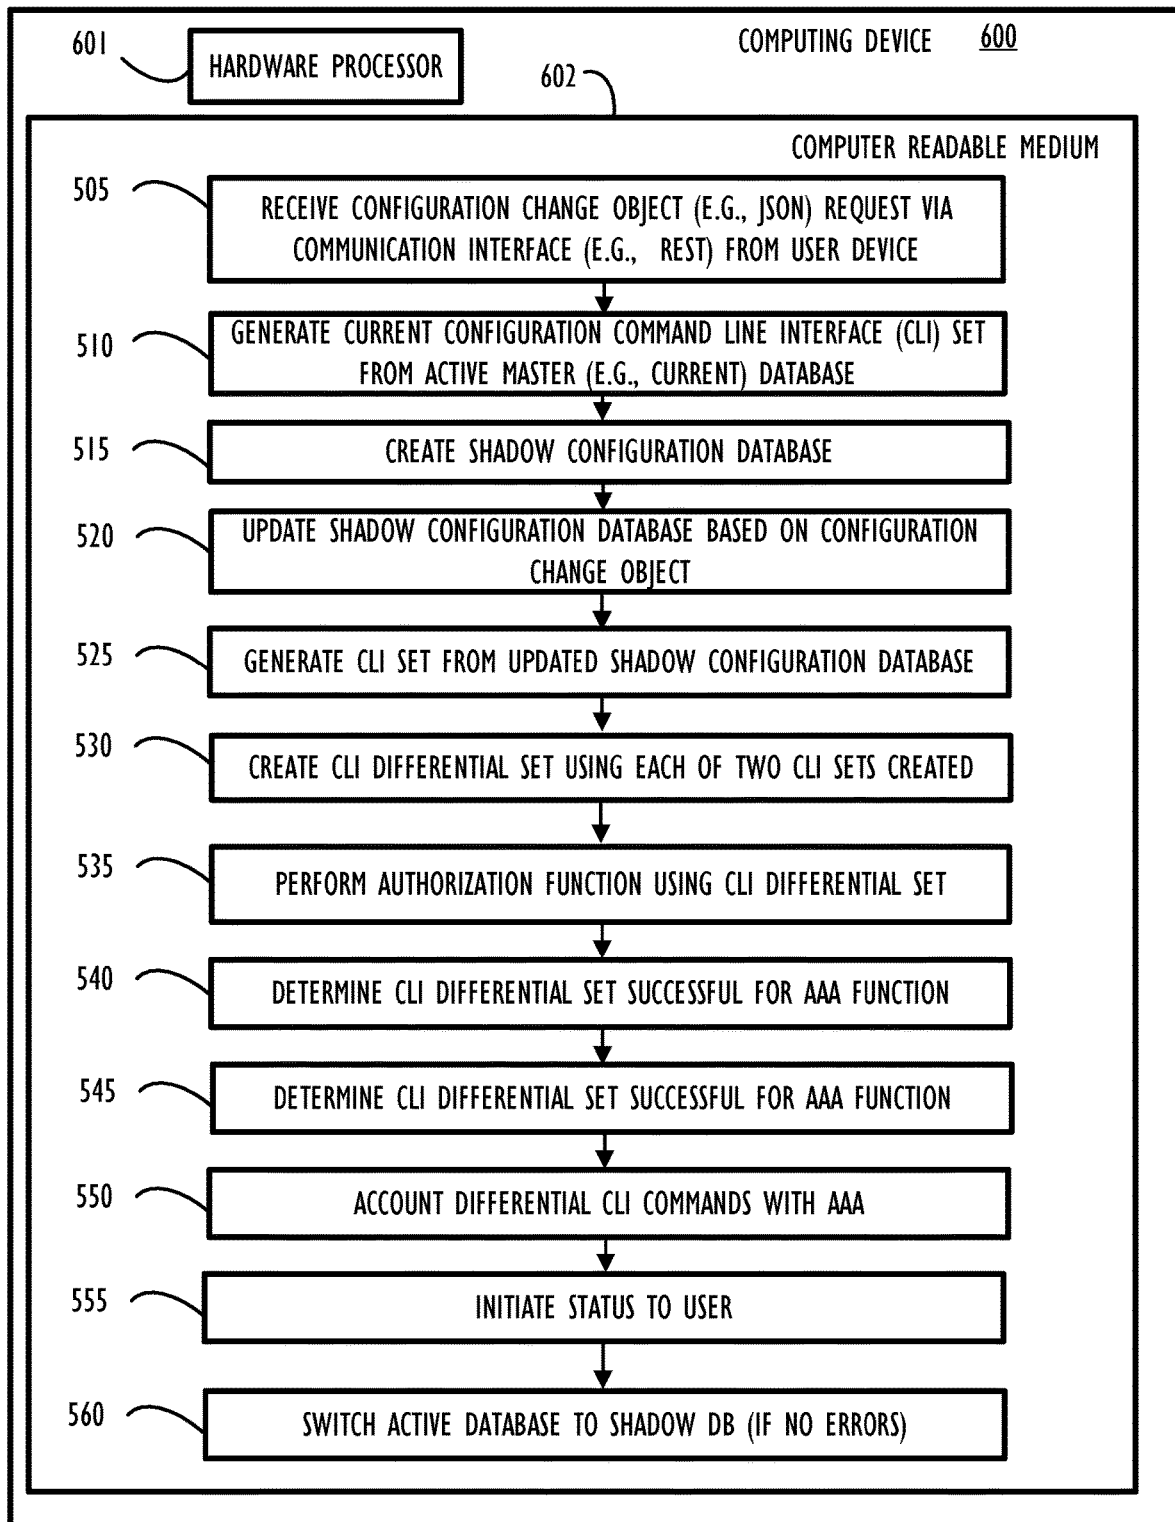 601
HARDWARE PROCESSOR
COMPUTING DEVICE 600
602
COMPUTER READABLE MEDIUM
505
RECEIVE CONFIGURATION CHANGE OBJECT (E.G., JSON) REQUEST VIA
COMMUNICATION INTERFACE (E.G., REST) FROM USER DEVICE
510
GENERATE CURRENT CONFIGURATION COMMAND LINE INTERFACE (CLI) SET
FROM ACTIVE MASTER (E.G., CURRENT) DATABASE
515
CREATE SHADOW CONFIGURATION DATABASE
520
UPDATE SHADOW CONFIGURATION DATABASE BASED ON CONFIGURATION
CHANGE OBJECT
525
GENERATE CLI SET FROM UPDATED SHADOW CONFIGURATION DATABASE
530
CREATE CLI DIFFERENTIAL SET USING EACH OF TWO CLI SETS CREATED
535
PERFORM AUTHORIZATION FUNCTION USING CLI DIFFERENTIAL SET
540
DETERMINE CLI DIFFERENTIAL SET SUCCESSFUL FOR AAA FUNCTION
545
DETERMINE CLI DIFFERENTIAL SET SUCCESSFUL FOR AAA FUNCTION
550
ACCOUNT DIFFERENTIAL CLI COMMANDS WITH AAA
555
INITIATE STATUS TO USER
560
SWITCH ACTIVE DATABASE TO SHADOW DB (IF NO ERRORS)